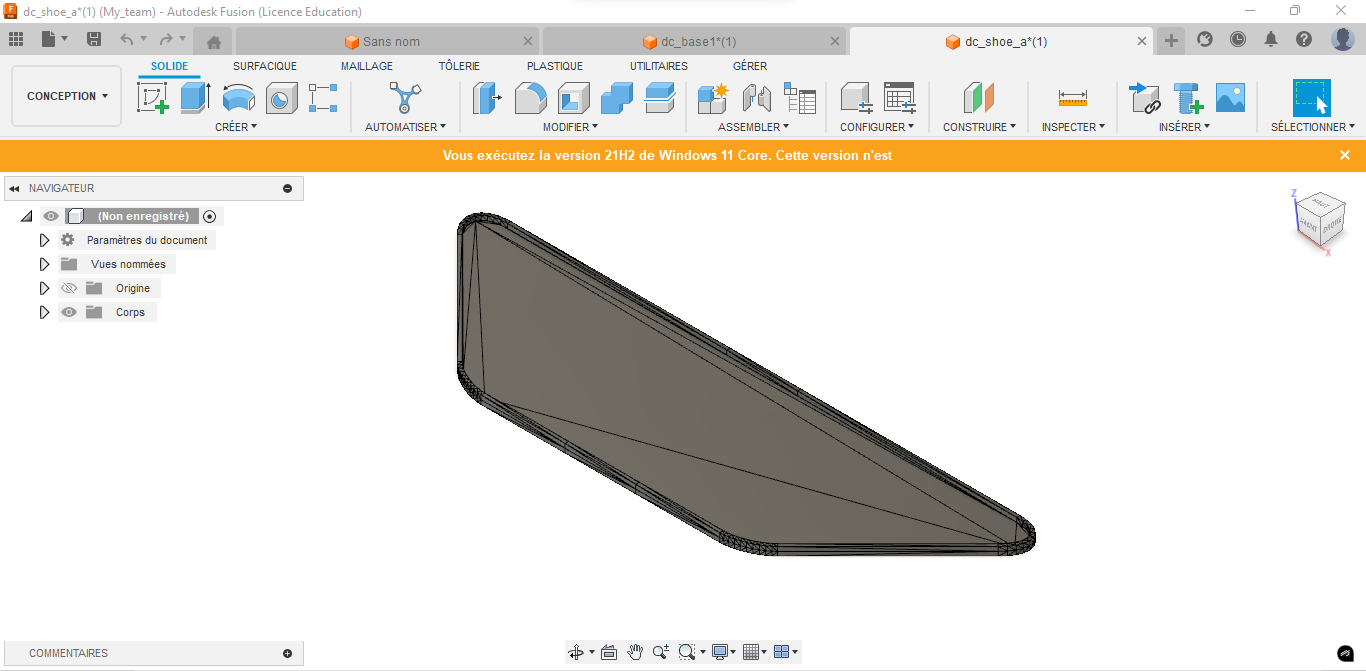 dc_shoe_a*(1) (My_team) - Autodesk Fusion (Licence Education)
Sans nom
dc_base1*(1)
dc_shoe_a*(1)
SOLIDE SURFACIQUE MAILLAGE TÔLERIE PLASTIQUE UTILITAIRES GÉRER
CONCEPTION
CRÉER AUTOMATISER MODIFIER ASSEMBLER CONFIGURER CONSTRUIRE INSPECTER INSÉRER SÉLECTIONNER
Vous exécutez la version 21H2 de Windows 11 Core. Cette version n'est
NAVIGATEUR
(Non enregistré)
Paramètres du document
Vues nommées
Origine
Corps
Z
HAUT
DROITE
X
COMMENTAIRES